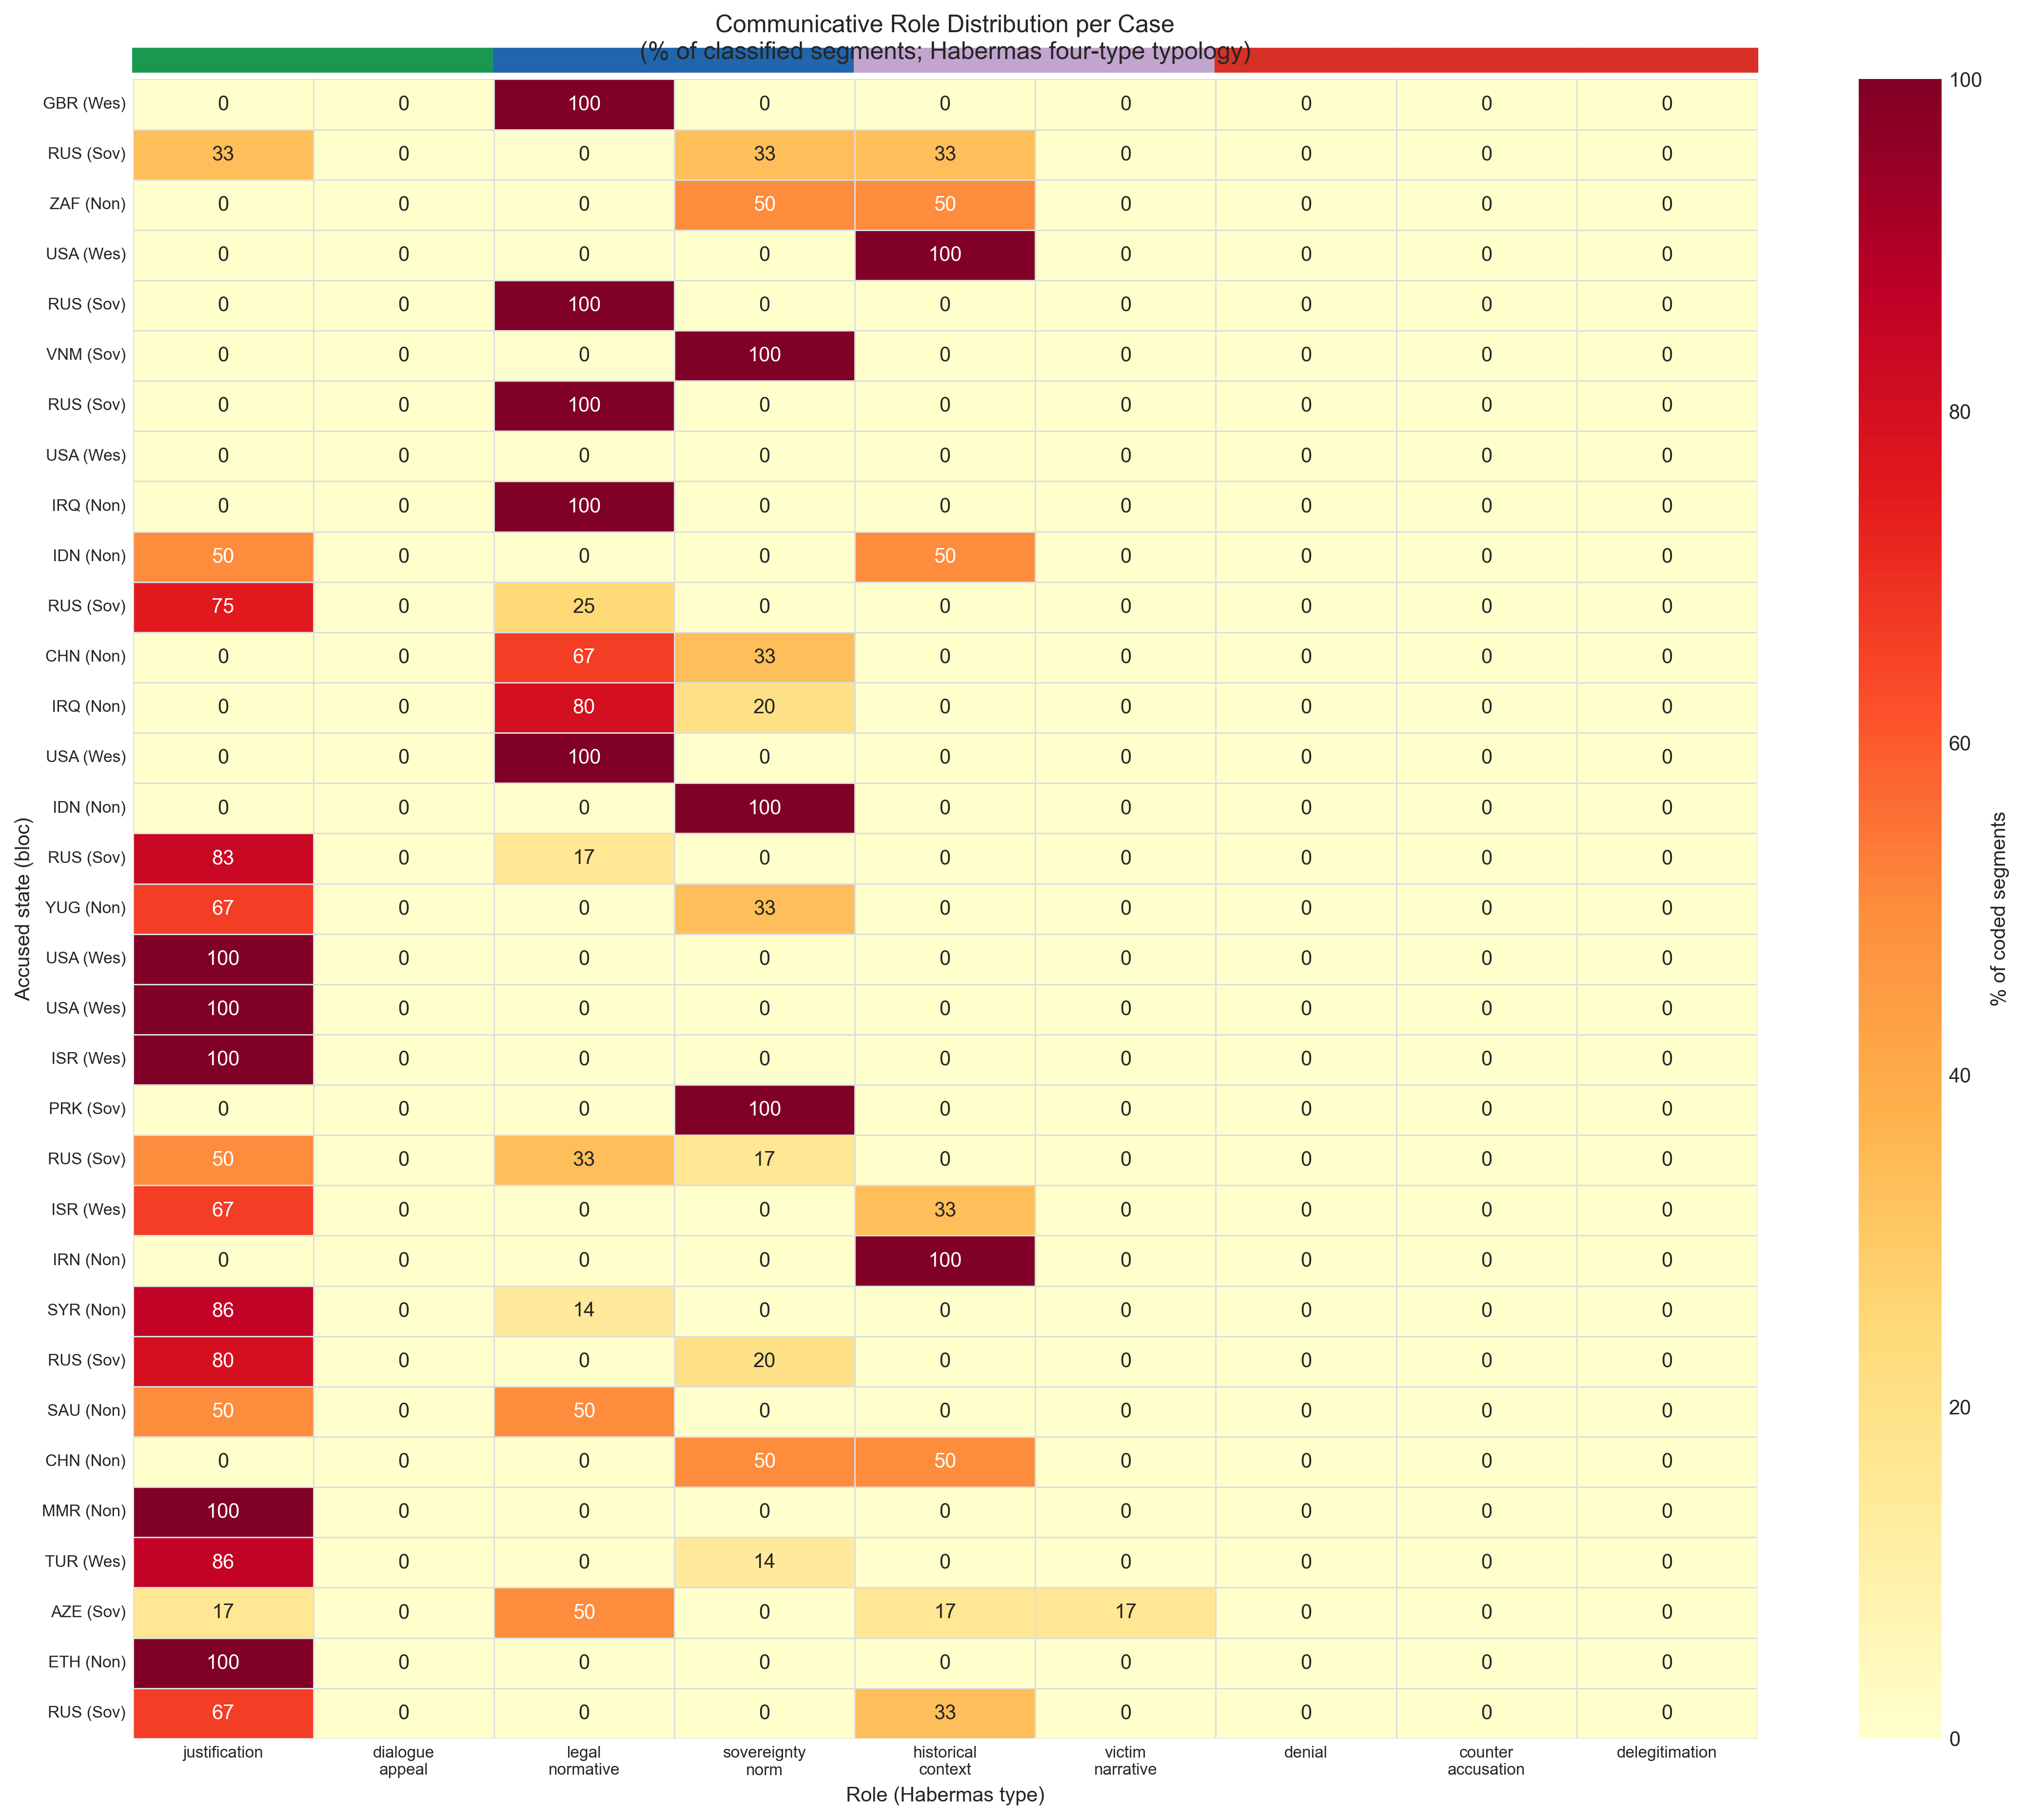 Communicative Role Distribution per Case
(% of classified segments; Habermas four-type typology)
GBR (Wes) 0 0 100 0 0 0 0 0 0
RUS (Sov) 33 0 0 33 33 0 0 0 0
ZAF (Non) 0 0 0 50 50 0 0 0 0
USA (Wes) 0 0 0 0 100 0 0 0 0
RUS (Sov) 0 0 100 0 0 0 0 0 0
VNM (Sov) 0 0 0 100 0 0 0 0 0
RUS (Sov) 0 0 100 0 0 0 0 0 0
USA (Wes) 0 0 0 0 0 0 0 0 0
IRQ (Non) 0 0 100 0 0 0 0 0 0
IDN (Non) 50 0 0 0 50 0 0 0 0
RUS (Sov) 75 0 25 0 0 0 0 0 0
CHN (Non) 0 0 67 33 0 0 0 0 0
IRQ (Non) 0 0 80 20 0 0 0 0 0
USA (Wes) 0 0 100 0 0 0 0 0 0
IDN (Non) 0 0 0 100 0 0 0 0 0
RUS (Sov) 83 0 17 0 0 0 0 0 0
YUG (Non) 67 0 0 33 0 0 0 0 0
USA (Wes) 100 0 0 0 0 0 0 0 0
USA (Wes) 100 0 0 0 0 0 0 0 0
ISR (Wes) 100 0 0 0 0 0 0 0 0
PRK (Sov) 0 0 0 100 0 0 0 0 0
RUS (Sov) 50 0 33 17 0 0 0 0 0
ISR (Wes) 67 0 0 0 33 0 0 0 0
IRN (Non) 0 0 0 0 100 0 0 0 0
SYR (Non) 86 0 14 0 0 0 0 0 0
RUS (Sov) 80 0 0 20 0 0 0 0 0
SAU (Non) 50 0 50 0 0 0 0 0 0
CHN (Non) 0 0 0 50 50 0 0 0 0
MMR (Non) 100 0 0 0 0 0 0 0 0
TUR (Wes) 86 0 0 14 0 0 0 0 0
AZE (Sov) 17 0 50 0 17 17 0 0 0
ETH (Non) 100 0 0 0 0 0 0 0 0
RUS (Sov) 67 0 0 0 33 0 0 0 0
justification
dialogue
appeal
legal
normative
sovereignty
norm
historical
context
victim
narrative
denial
counter
accusation
delegitimation
Role (Habermas type)
Accused state (bloc)
100
80
60
40
20
0
% of coded segments